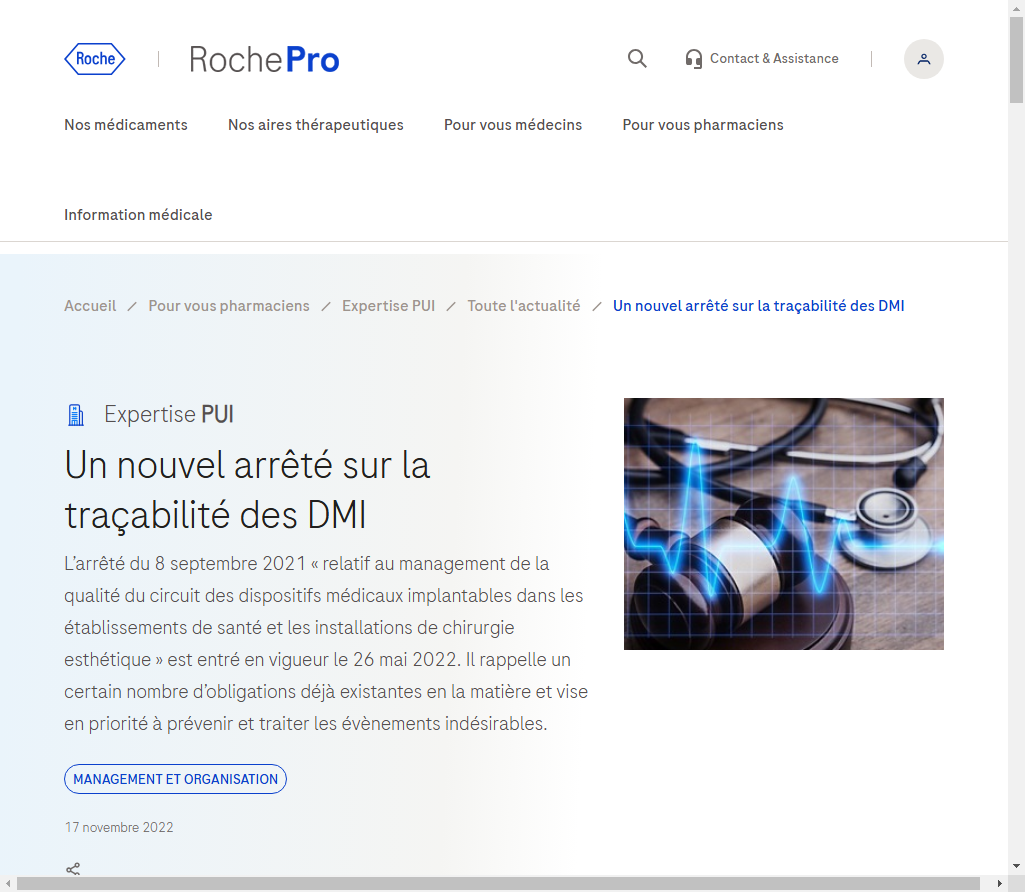 Roche
RochePro
Contact & Assistance
Nos médicaments
Nos aires thérapeutiques
Pour vous médecins
Pour vous pharmaciens
Information médicale
Accueil / Pour vous pharmaciens / Expertise PUI / Toute l'actualité / Un nouvel arrêté sur la traçabilité des DMI
Expertise PUI
Un nouvel arrêté sur la
traçabilité des DMI
L'arrêté du 8 septembre 2021 « relatif au management de la
qualité du circuit des dispositifs médicaux implantables dans les
établissements de santé et les installations de chirurgie
esthétique » est entré en vigueur le 26 mai 2022. Il rappelle un
certain nombre d'obligations déjà existantes en la matière et vise
en priorité à prévenir et traiter les évènements indésirables.
MANAGEMENT ET ORGANISATION
17 novembre 2022